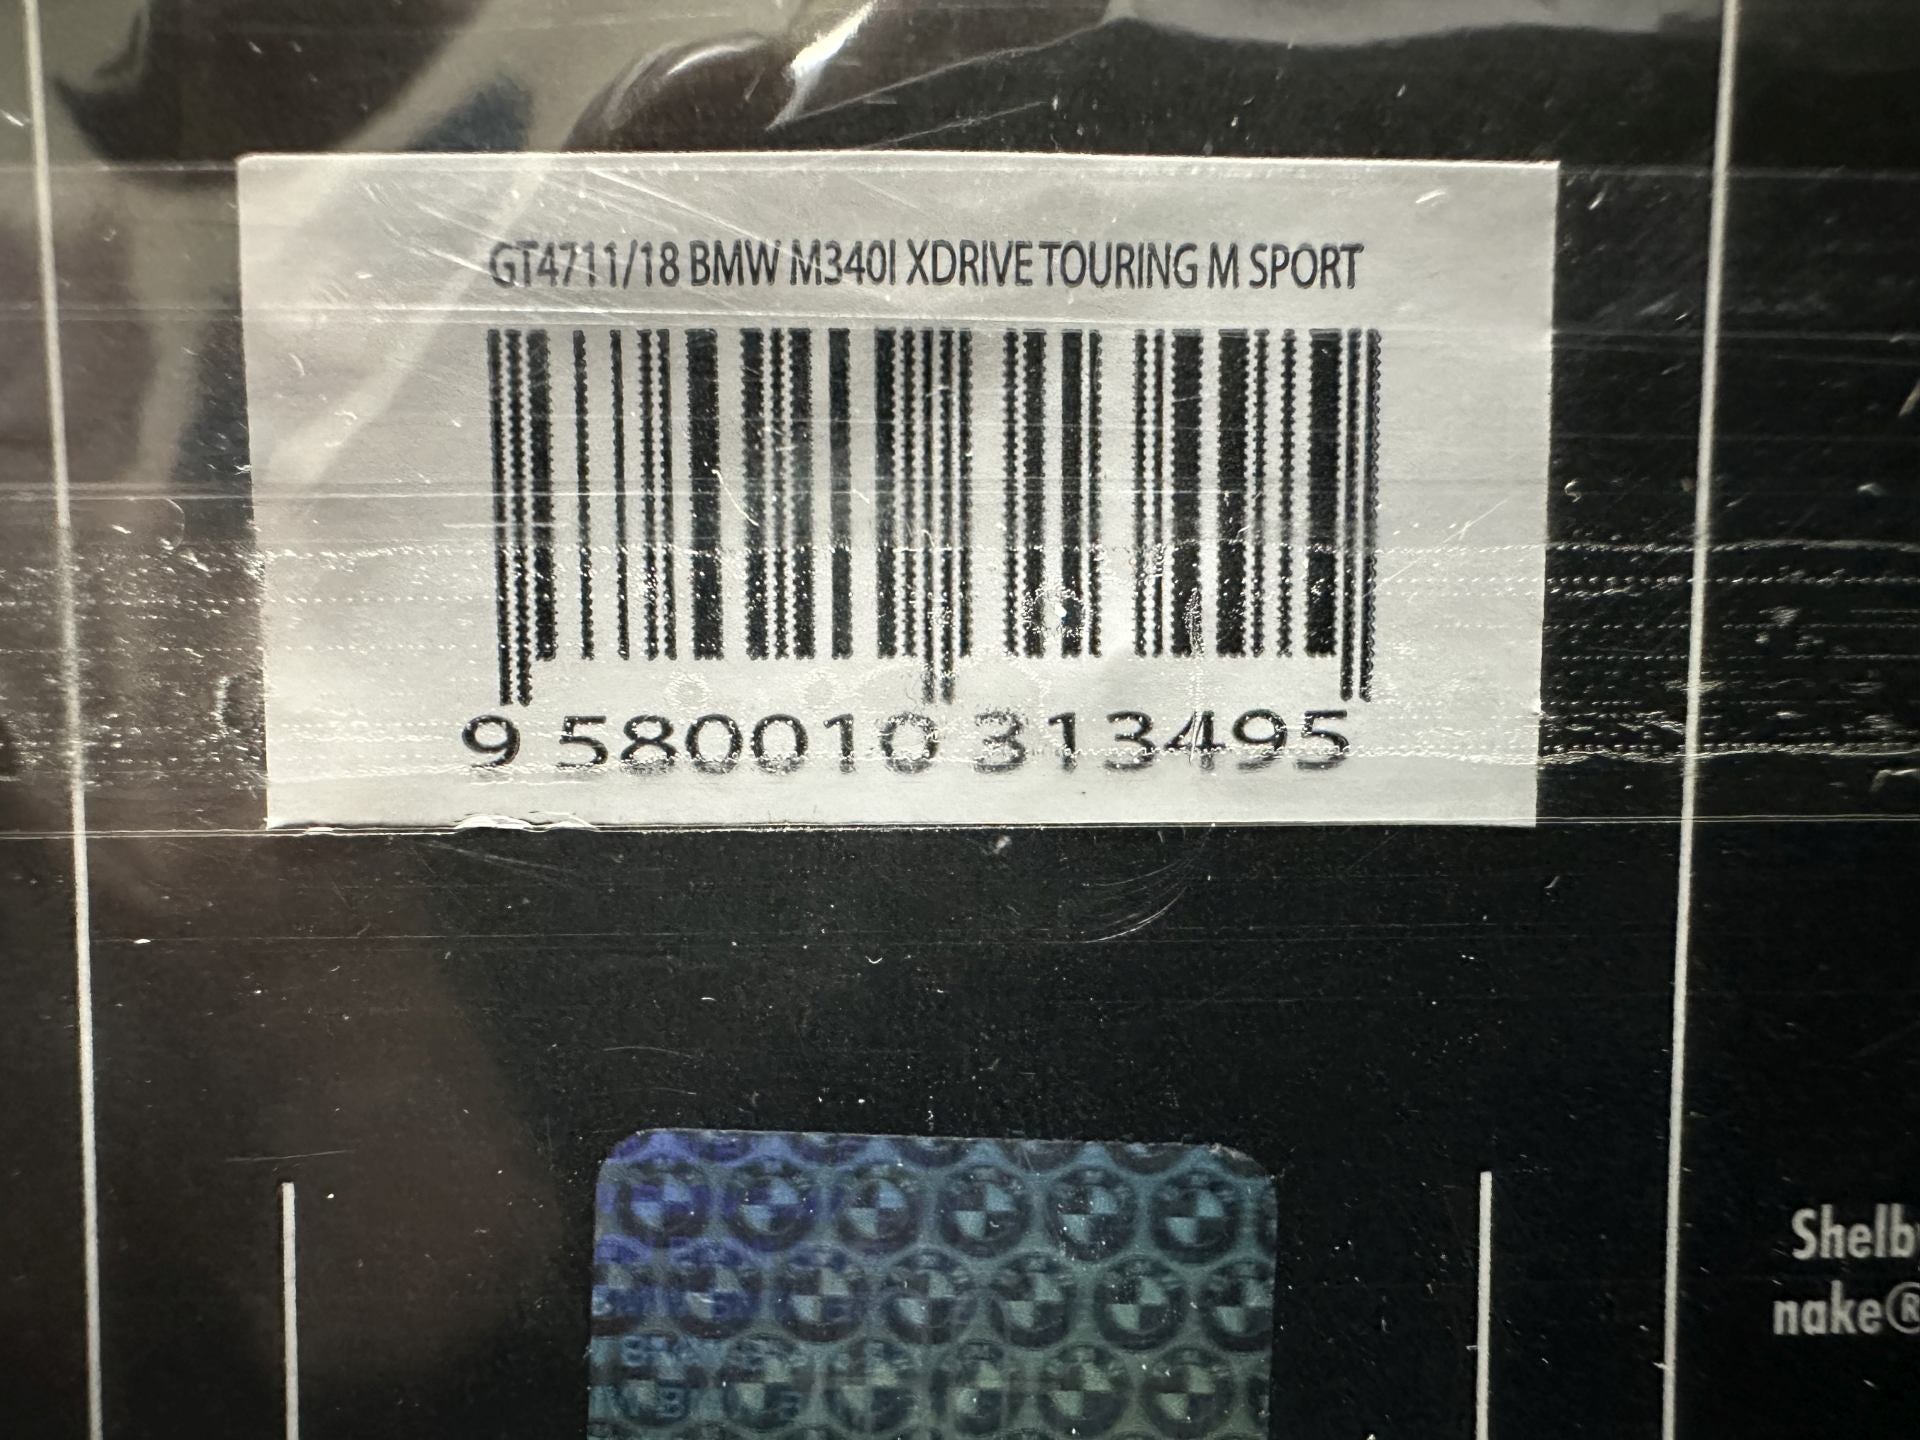 GT4711/18 BMW M340I XDRIVE TOURING M SPORT
9 580010 313495
Shelb
nake®